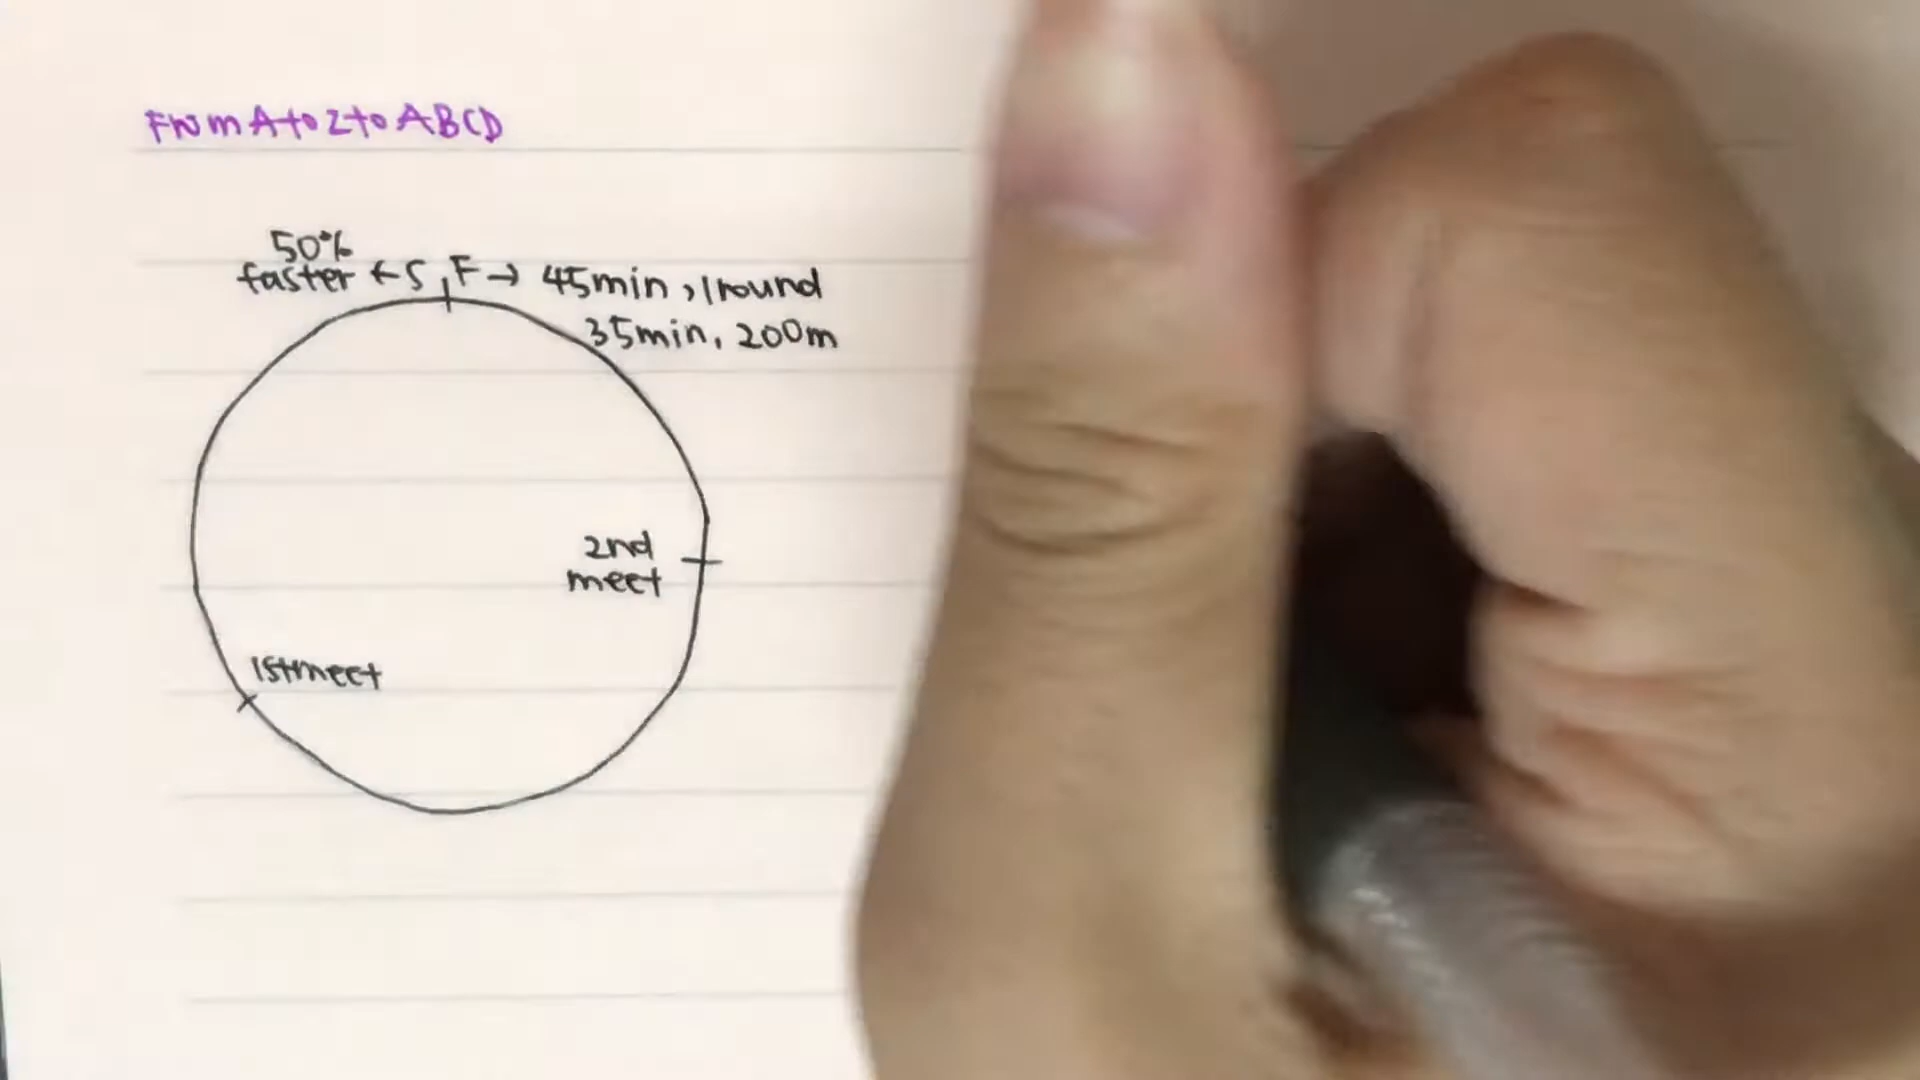 From A to Z to ABCD
50%
faster ← S, F → 45min, 1round
35min, 200m
2nd
meet
1st meet